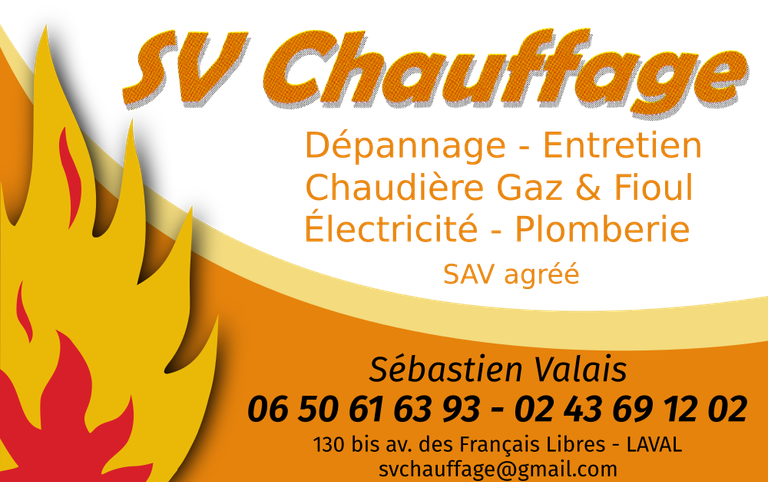 SV Chauffage
Dépannage - Entretien
Chaudière Gaz & Fioul
Électricité - Plomberie
SAV agréé
Sébastien Valais
06 50 61 63 93 - 02 43 69 12 02
130 bis av. des Français Libres - LAVAL
svchauffage@gmail.com